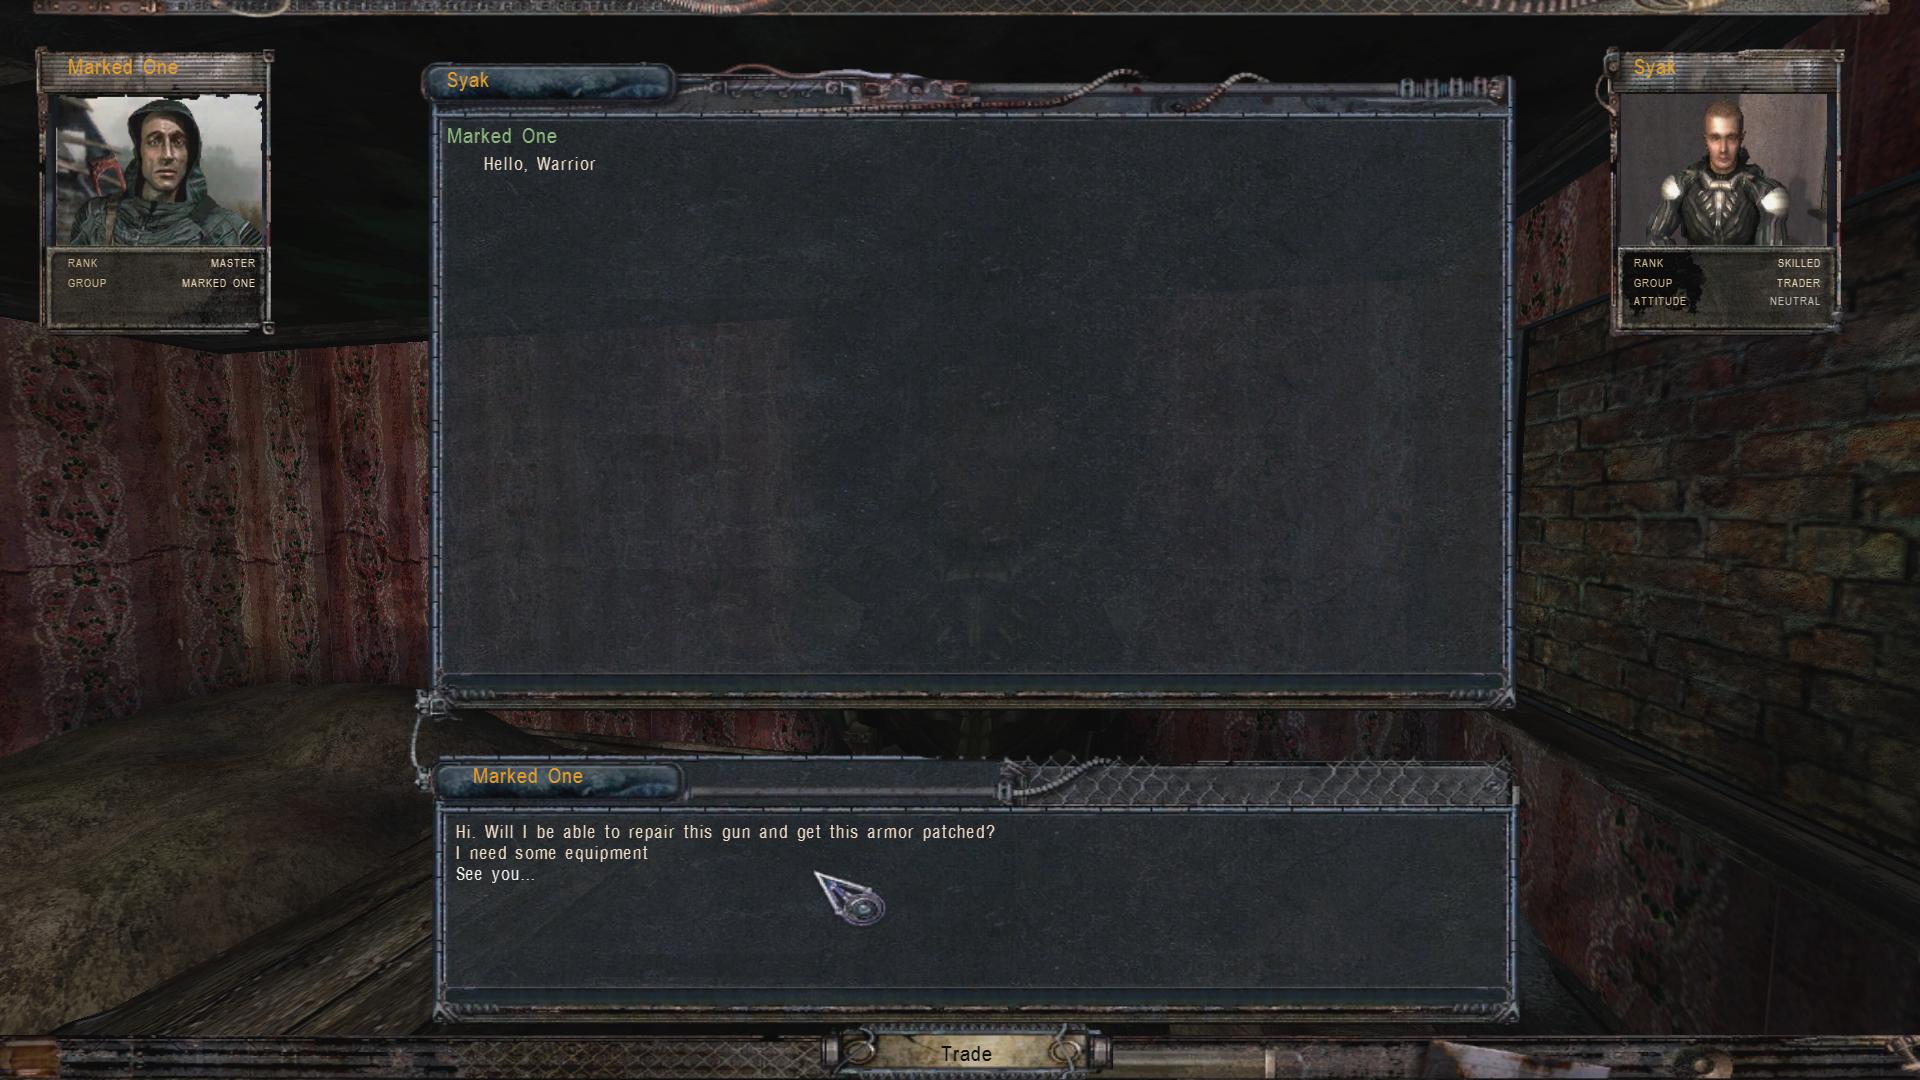 Marked One
RANK MASTER
GROUP MARKED ONE
Syak
Marked One
Hello, Warrior
Syak
RANK SKILLED
GROUP TRADER
ATTITUDE NEUTRAL
Marked One
Hi. Will I be able to repair this gun and get this armor patched?
I need some equipment
See you...
Trade